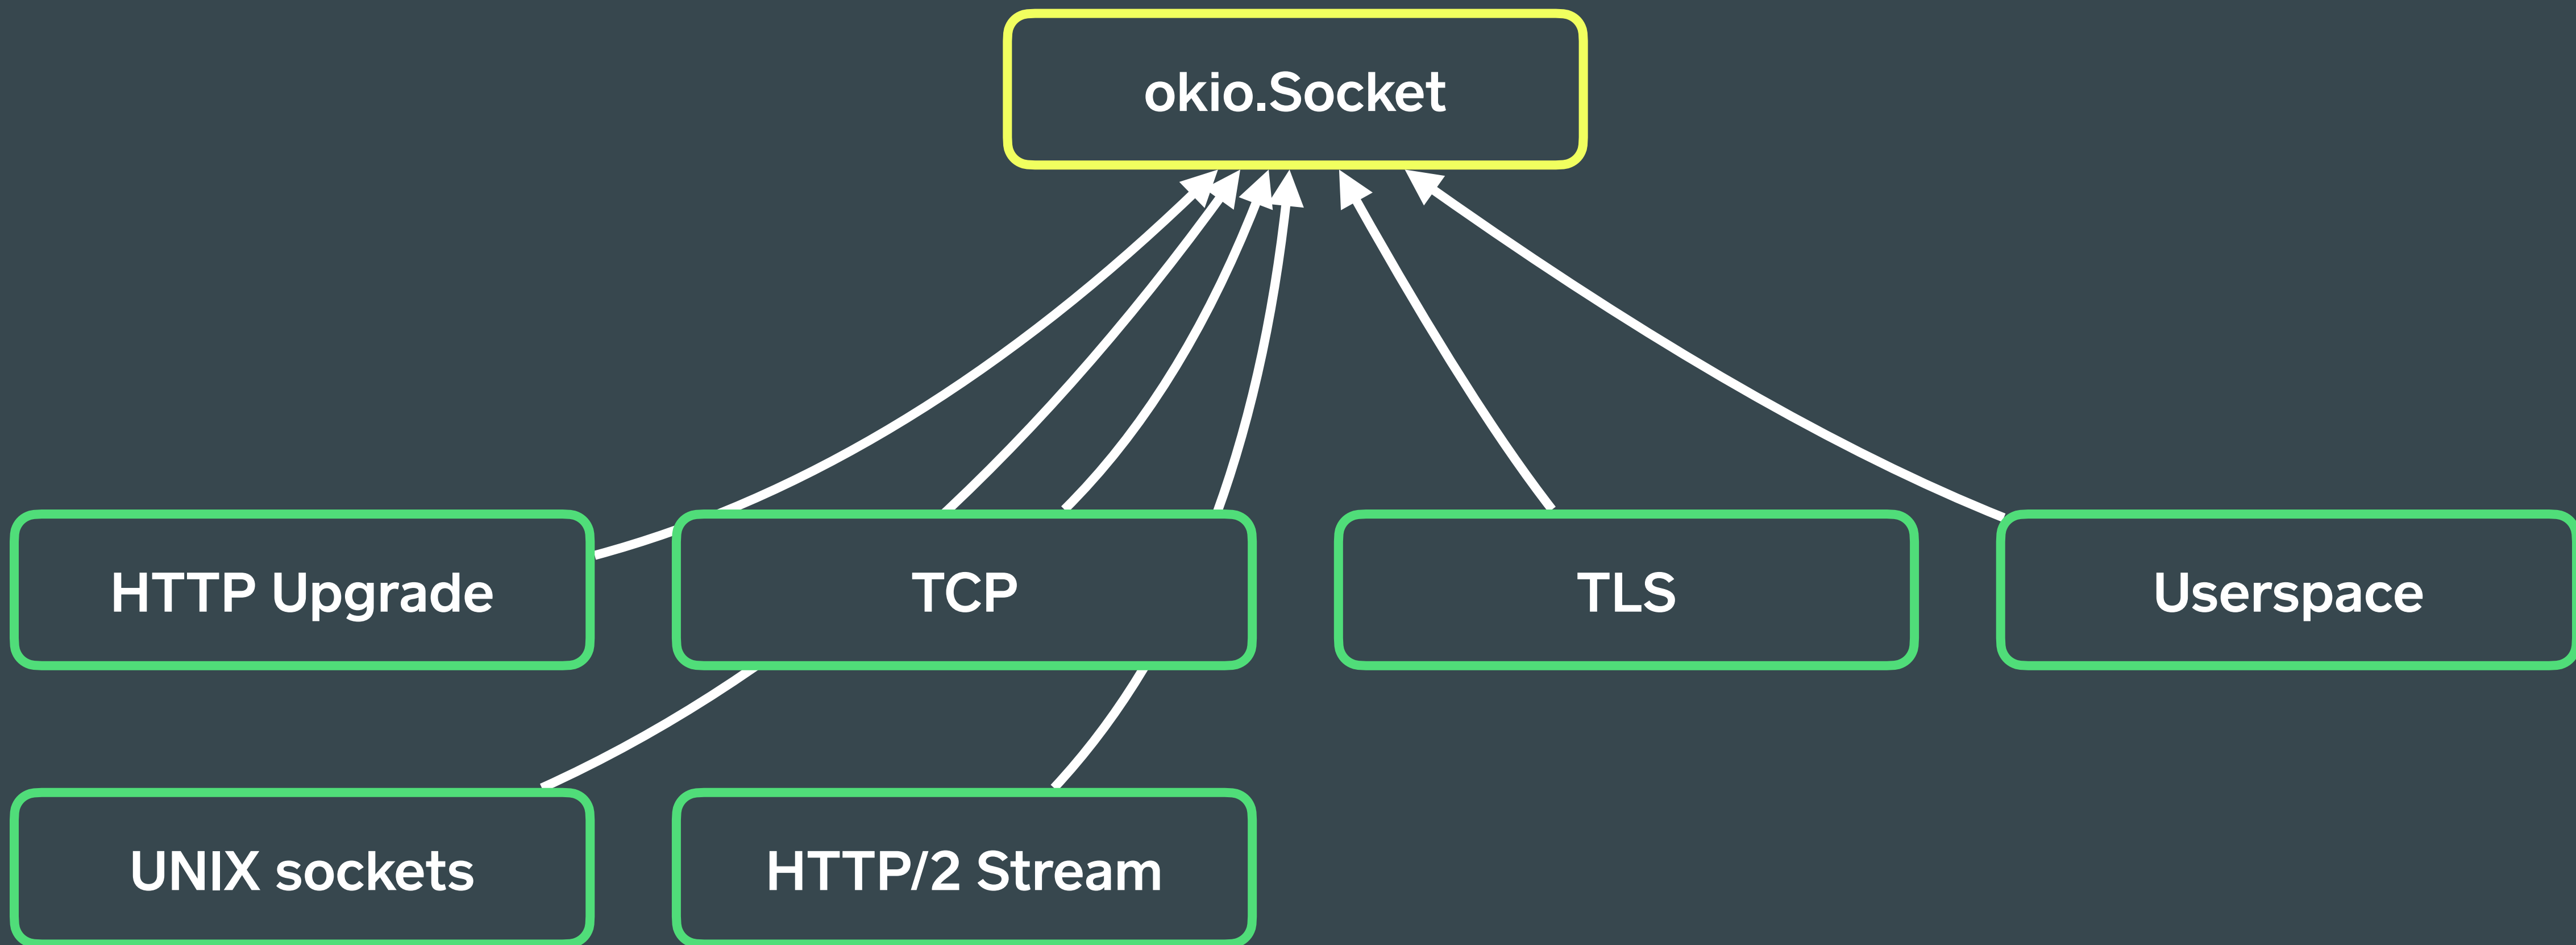 okio.Socket
HTTP Upgrade
TCP
TLS
Userspace
UNIX sockets
HTTP/2 Stream